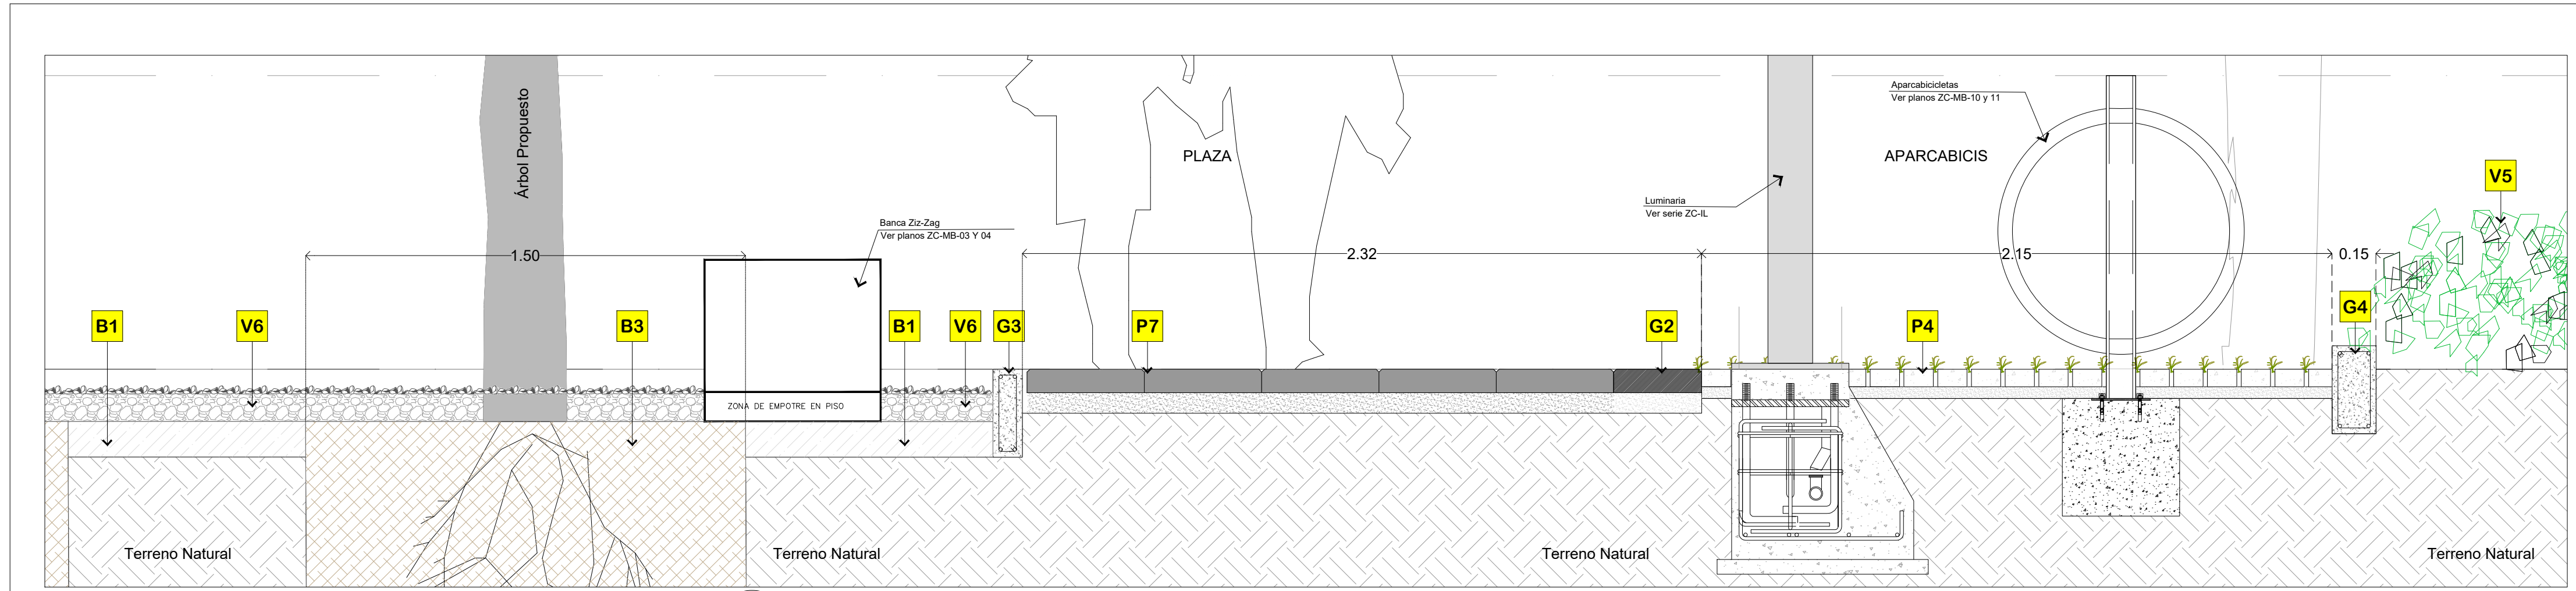 Árbol Propuesto
Banca Ziz-Zag
Ver planos ZC-MB-03 Y 04
PLAZA
Luminaria
Ver serie ZC-IL
Aparcabicicletas
Ver planos ZC-MB-10 y 11
APARCABICIS
V5
1.50
2.32
2.15
0.15
B1
V6
B3
B1
V6
G3
P7
G2
P4
G4
ZONA DE EMPOTRE EN PISO
Terreno Natural
Terreno Natural
Terreno Natural
Terreno Natural